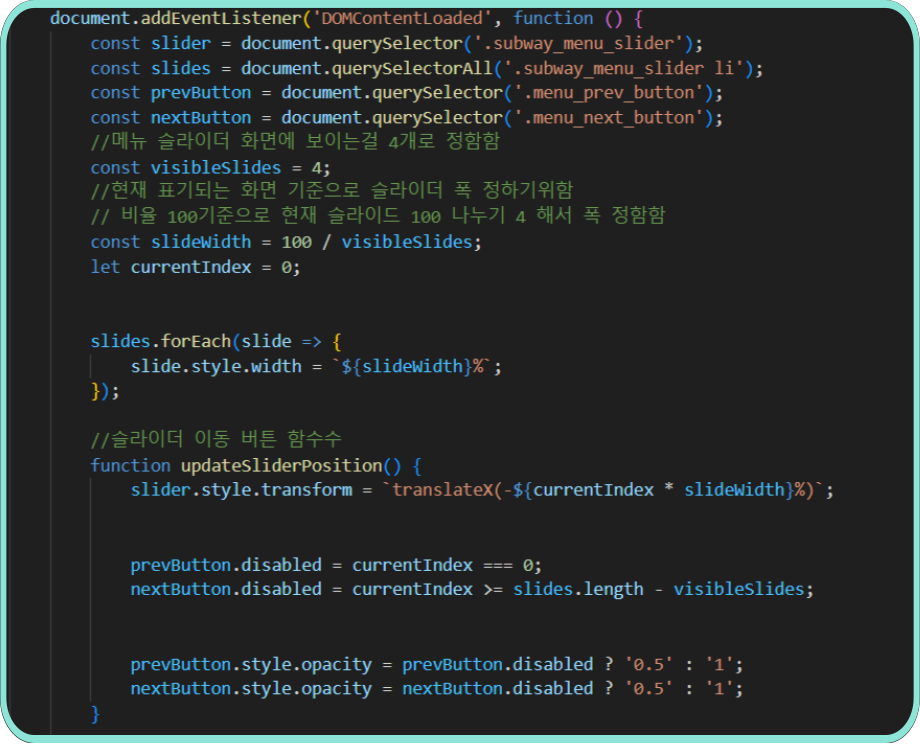 document.addEventListener('DOMContentLoaded', function () {
const slider = document.querySelector('.subway_menu_slider');
const slides = document.querySelectorAll('.subway_menu_slider li');
const prevButton = document.querySelector('.menu_prev_button');
const nextButton = document.querySelector('.menu_next_button');
//메뉴 슬라이더 화면에 보이는걸 4개로 정함함
const visibleSlides = 4;
//현재 표기되는 화면 기준으로 슬라이더 폭 정하기위함
// 비율 100기준으로 현재 슬라이드 100 나누기 4 해서 폭 정함함
const slideWidth = 100 / visibleSlides;
let currentIndex = 0;
slides.forEach(slide => {
slide.style.width = `${slideWidth}%`;
});
//슬라이더 이동 버튼 함수수
function updateSliderPosition() {
slider.style.transform = `translateX(-${currentIndex * slideWidth}%)`;
prevButton.disabled = currentIndex === 0;
nextButton.disabled = currentIndex >= slides.length - visibleSlides;
prevButton.style.opacity = prevButton.disabled ? '0.5' : '1';
nextButton.style.opacity = nextButton.disabled ? '0.5' : '1';
}